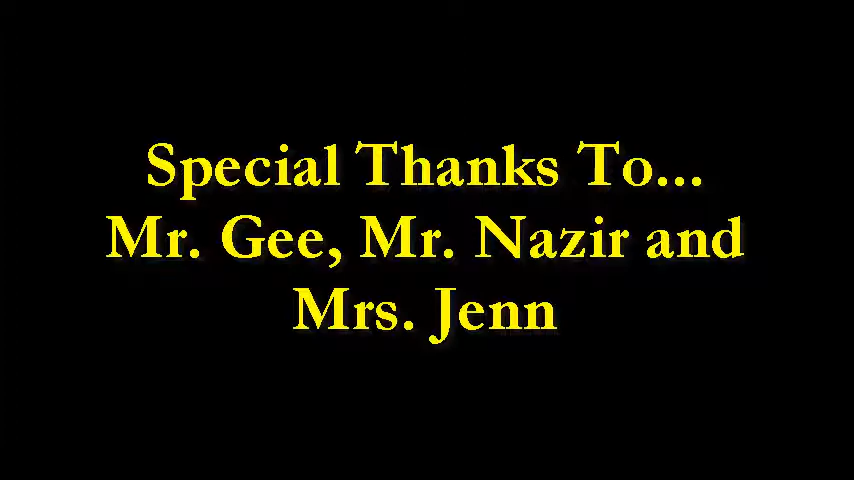 Special Thanks To...
Mr. Gee, Mr. Nazir and
Mrs. Jenn